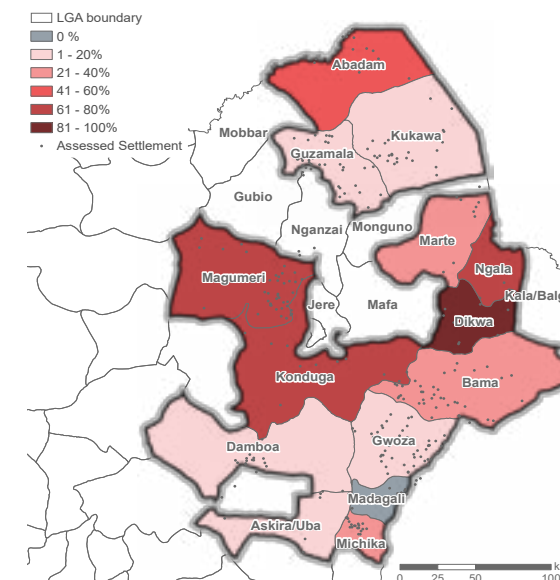 LGA boundary
0 %
1 - 20%
21 - 40%
41 - 60%
61 - 80%
81 - 100%
Assessed Settlement
Abadam
Mobbar
Kukawa
Guzamala
Gubio
Nganzai
Monguno
Marte
Ngala
Magumeri
Jere
Mafa
Kala/Balg
Dikwa
Konduga
Bama
Damboa
Gwoza
Madagali
Askira/Uba
Michika
0 25 50